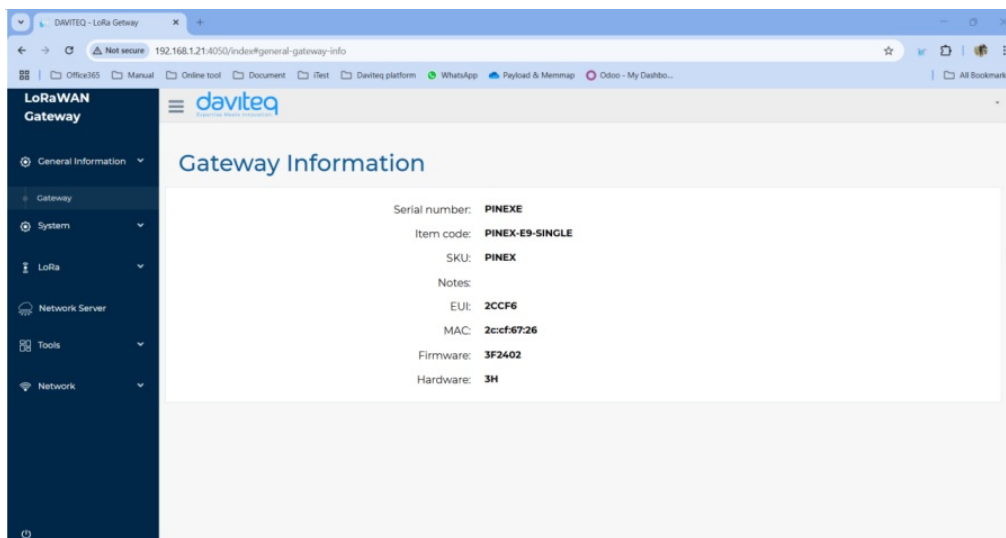 DAVITEQ - LoRa Getway
Not secure 192.168.1.21:4050/index#general-gateway-info
Office365 Manual Online tool Document iTest Daviteq platform WhatsApp Payload & Memmap Odoo - My Dashbo... All Bookmark
LoRaWAN
Gateway
daviteq
General Information
Gateway
System
LoRa
Network Server
Tools
Network
Gateway Information
Serial number: PINEXE
Item code: PINEX-E9-SINGLE
SKU: PINEX
Notes:
EUI: 2CCF6
MAC: 2c:cf:67:26
Firmware: 3F2402
Hardware: 3H